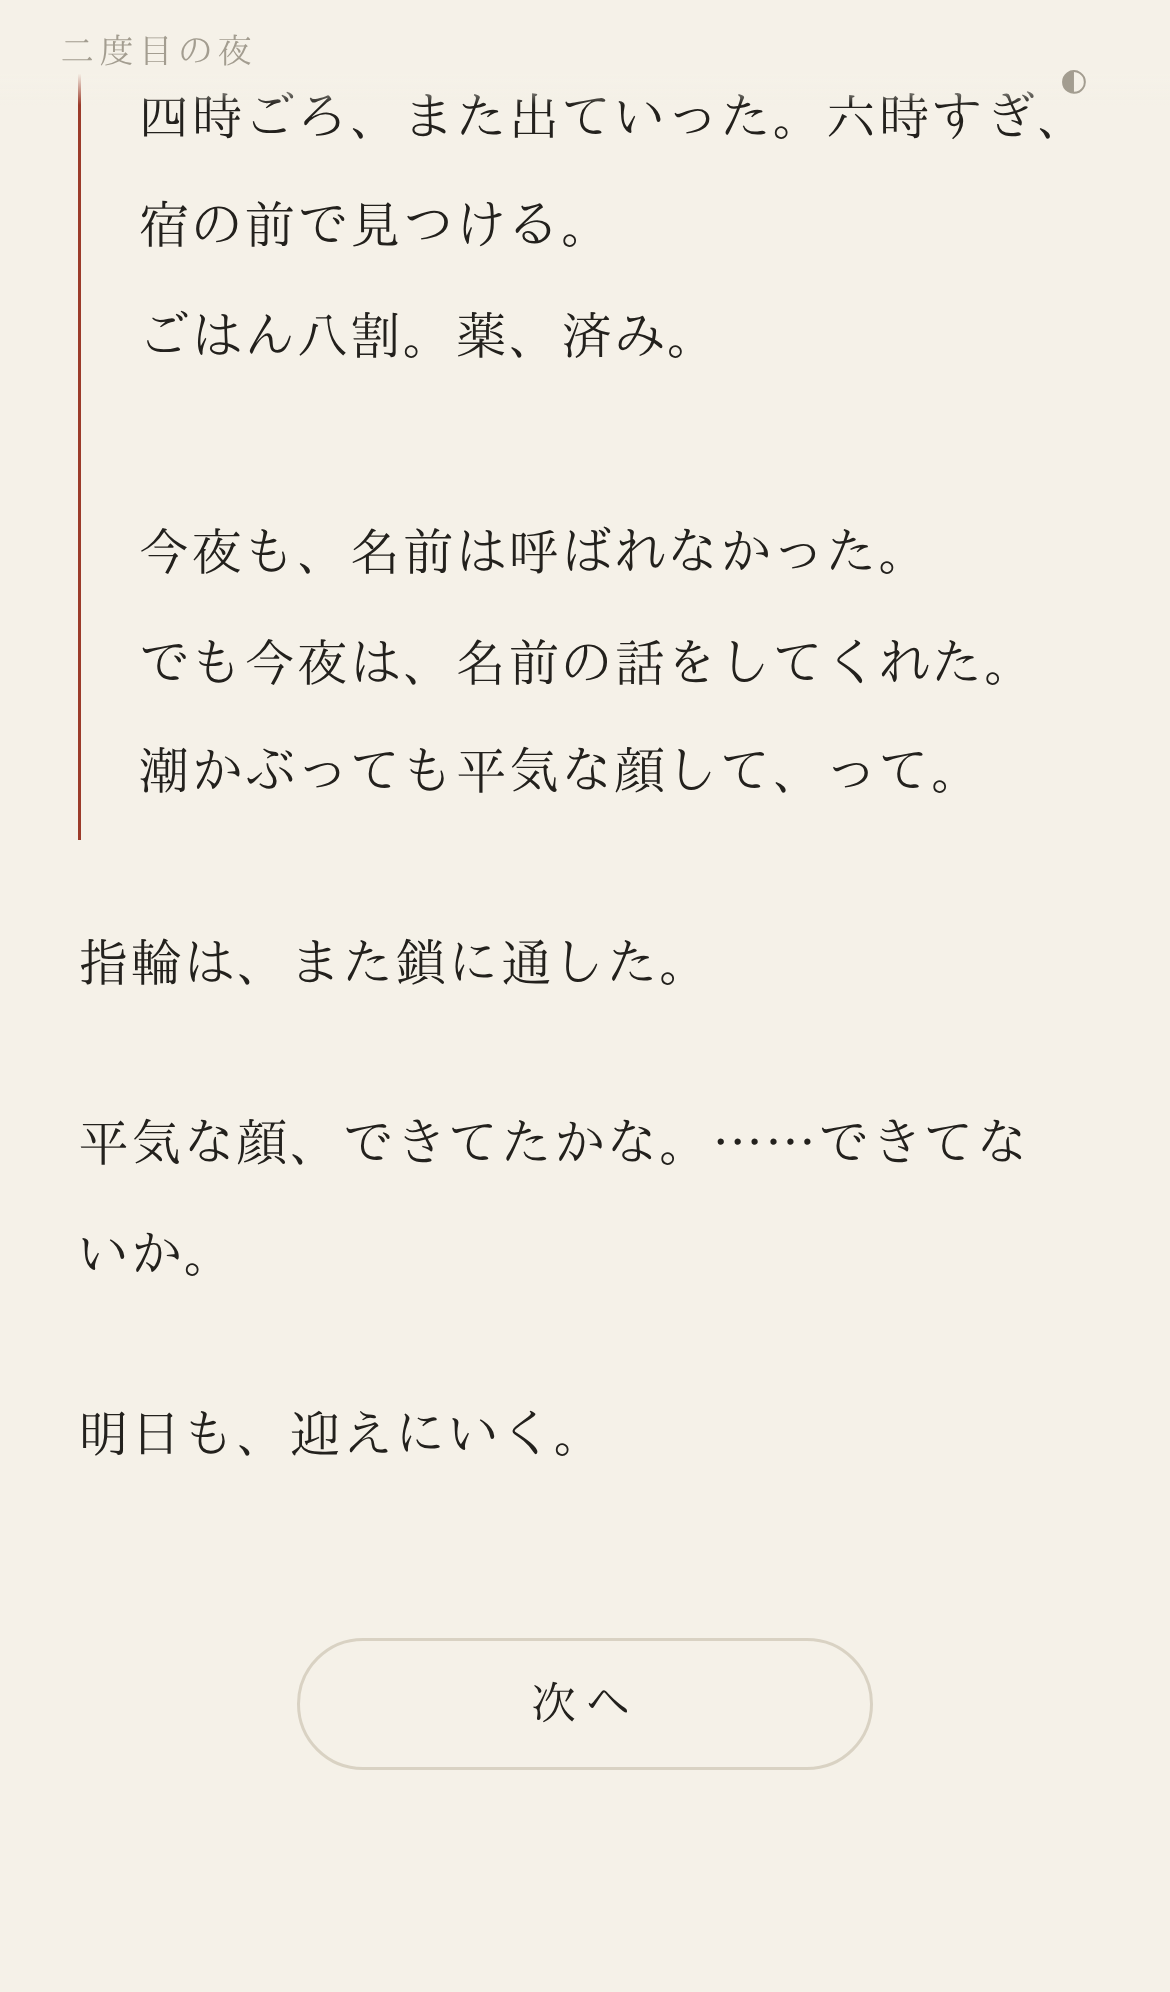 二度目の夜
四時ごろ、また出ていった。六時すぎ、
宿の前で見つける。
ごはん八割。薬、済み。
今夜も、名前は呼ばれなかった。
でも今夜は、名前の話をしてくれた。
潮かぶっても平気な顔して、って。
指輪は、また鎖に通した。
平気な顔、できてたかな。……できてな
いか。
明日も、迎えにいく。
次へ